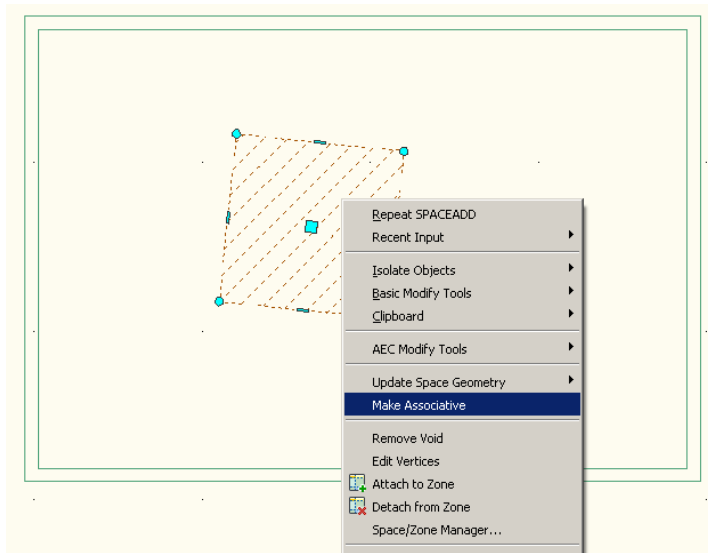 Repeat SPACEADD
Recent Input
Isolate Objects
Basic Modify Tools
Clipboard
AEC Modify Tools
Update Space Geometry
Make Associative
Remove Void
Edit Vertices
Attach to Zone
Detach from Zone
Space/Zone Manager...